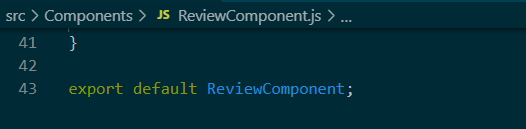 src > Components > JS ReviewComponent.js > ...
41 }
42
43 export default ReviewComponent;